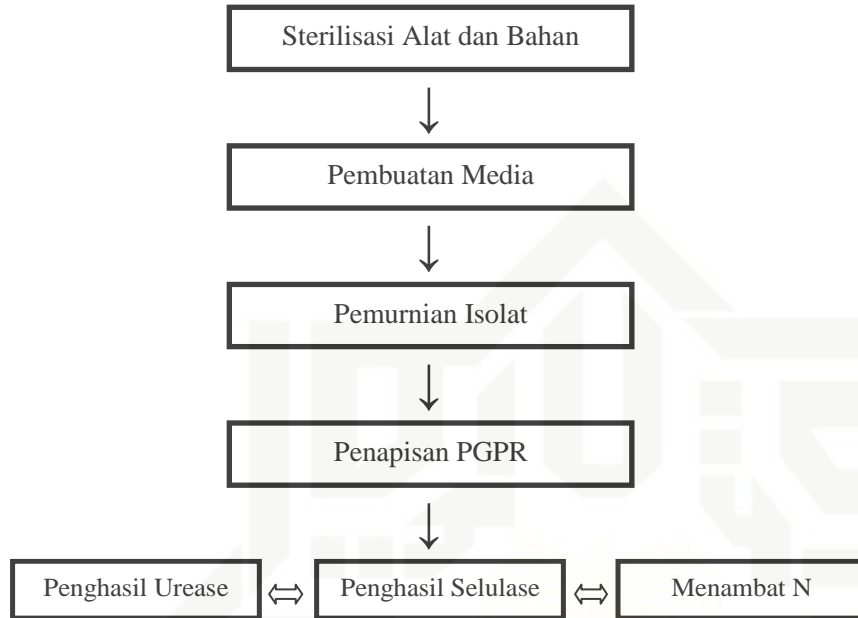 Sterilisasi Alat dan Bahan
Pembuatan Media
Pemurnian Isolat
Penapisan PGPR
Penghasil Urease
Penghasil Selulase
Menambat N